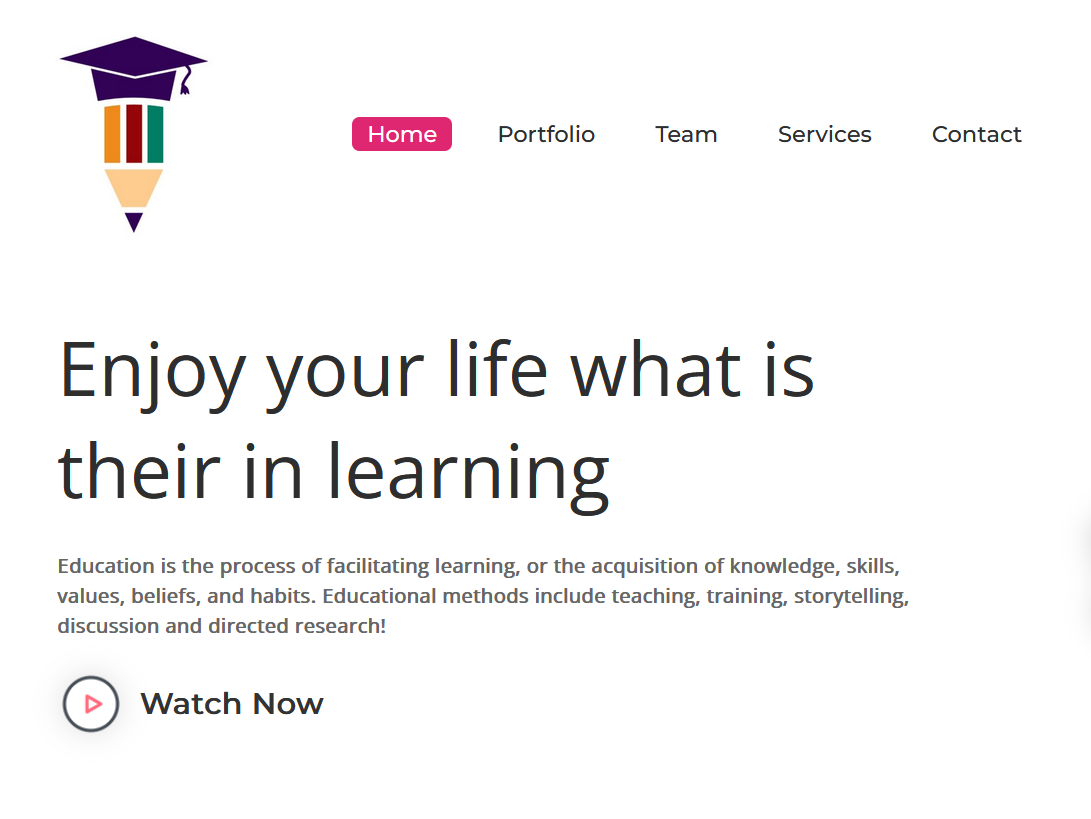 Home Portfolio Team Services Contact
Enjoy your life what is
their in learning
Education is the process of facilitating learning, or the acquisition of knowledge, skills,
values, beliefs, and habits. Educational methods include teaching, training, storytelling,
discussion and directed research!
Watch Now